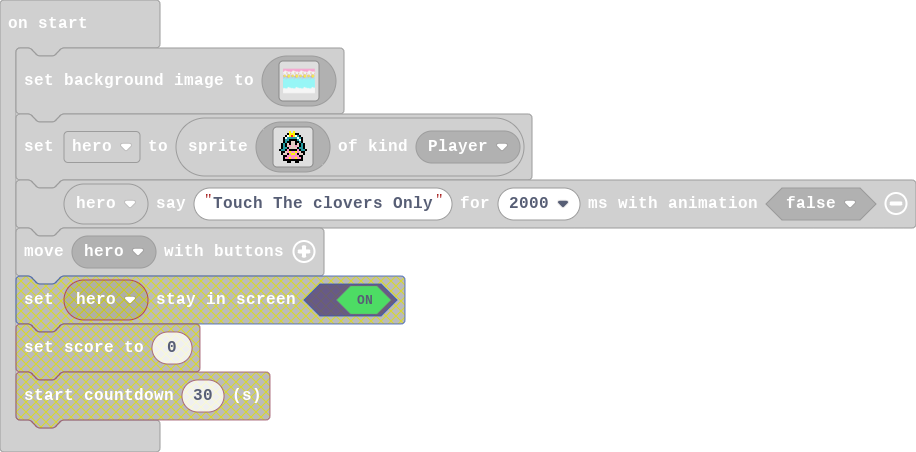 on start
set background image to
set hero to sprite of kind Player
hero say "Touch The clovers Only" for 2000 ms with animation false
move hero with buttons
set hero stay in screen ON
set score to 0
start countdown 30 (s)